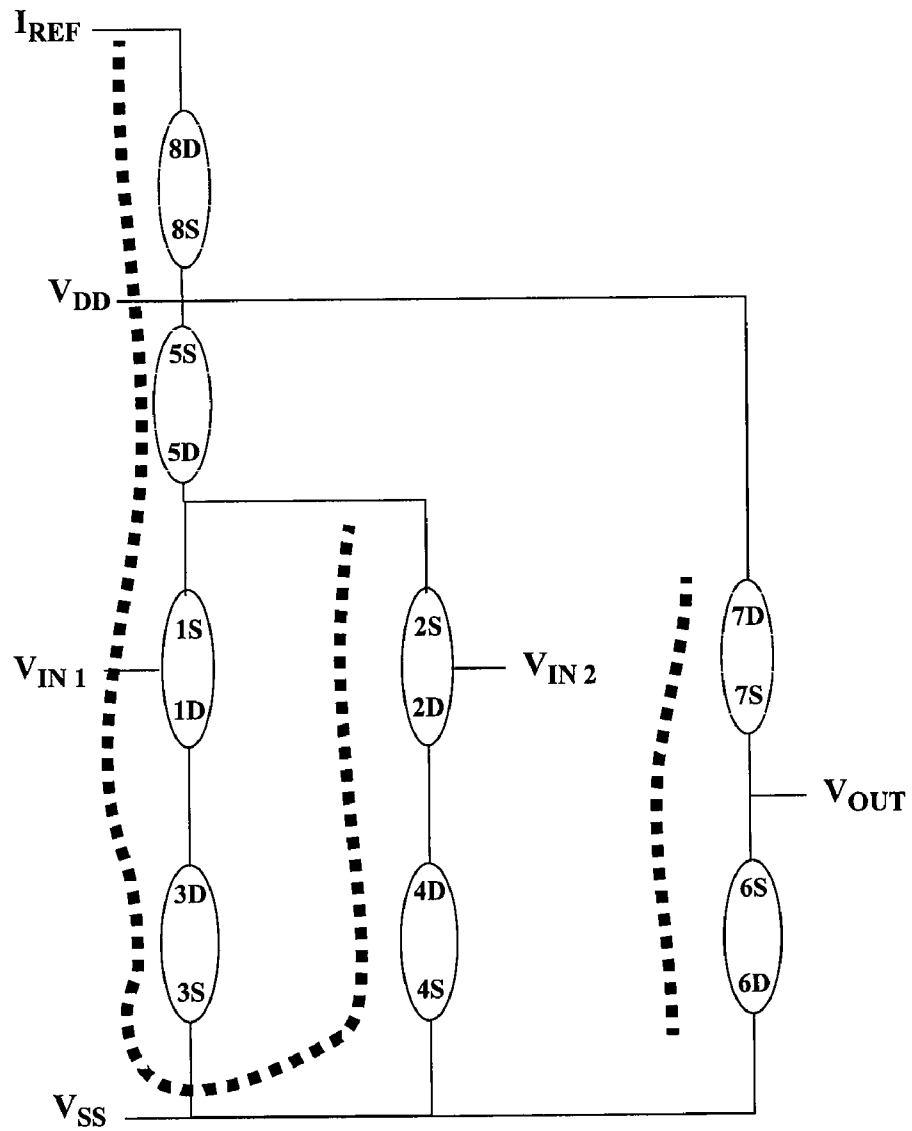 I_REF
8D
8S
V_DD
5S
5D
1S
2S
7D
V_IN 1
V_IN 2
1D
2D
7S
V_OUT
3D
4D
6S
3S
4S
6D
V_SS